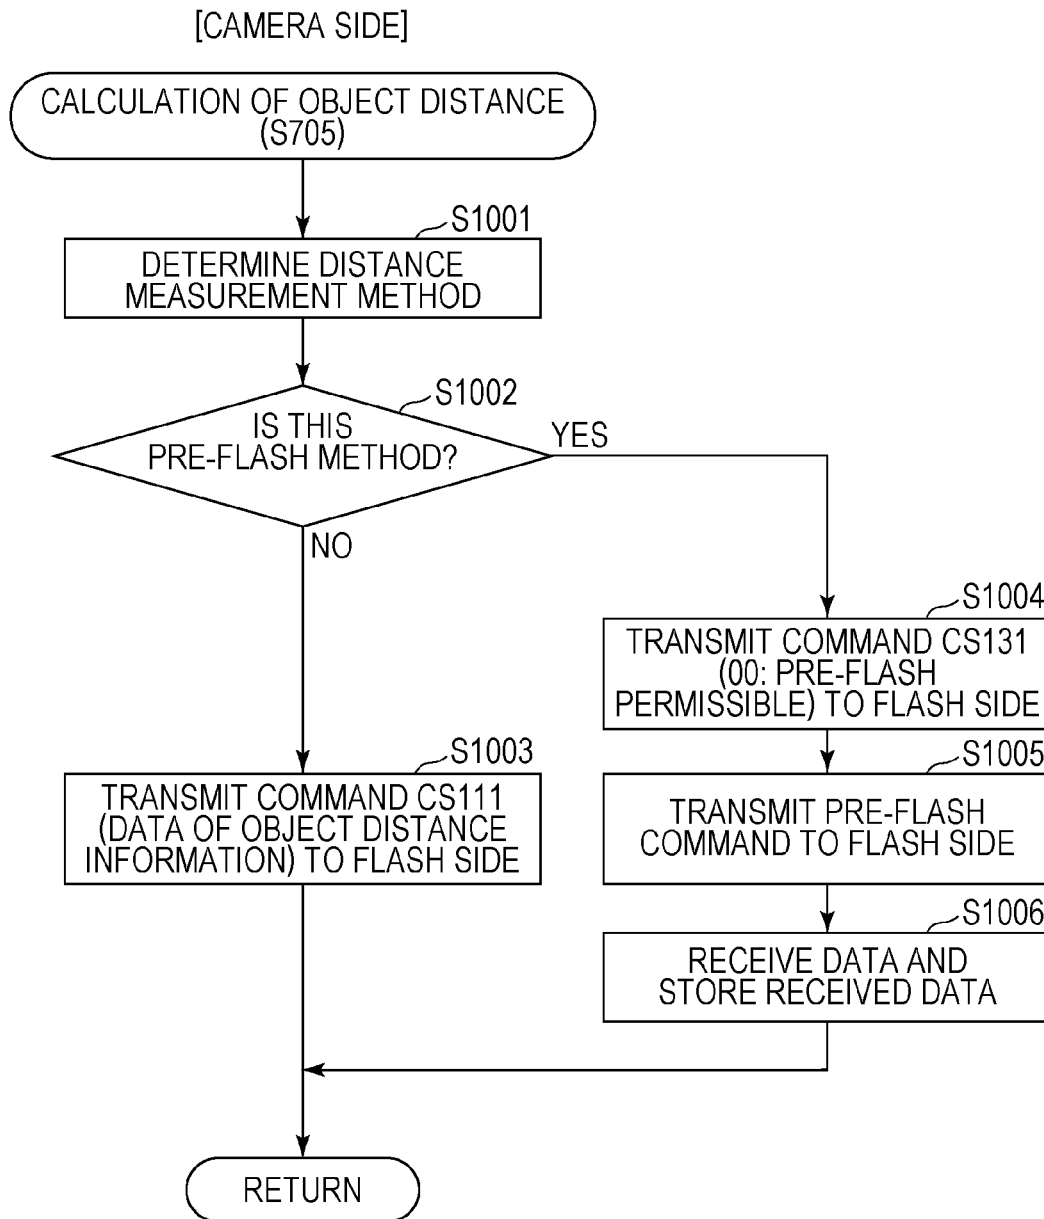 [CAMERA SIDE]
CALCULATION OF OBJECT DISTANCE
(S705)
S1001
DETERMINE DISTANCE
MEASUREMENT METHOD
S1002
IS THIS
PRE-FLASH METHOD?
YES
NO
S1004
TRANSMIT COMMAND CS131
(00: PRE-FLASH
PERMISSIBLE) TO FLASH SIDE
S1003
TRANSMIT COMMAND CS111
(DATA OF OBJECT DISTANCE
INFORMATION) TO FLASH SIDE
S1005
TRANSMIT PRE-FLASH
COMMAND TO FLASH SIDE
S1006
RECEIVE DATA AND
STORE RECEIVED DATA
RETURN